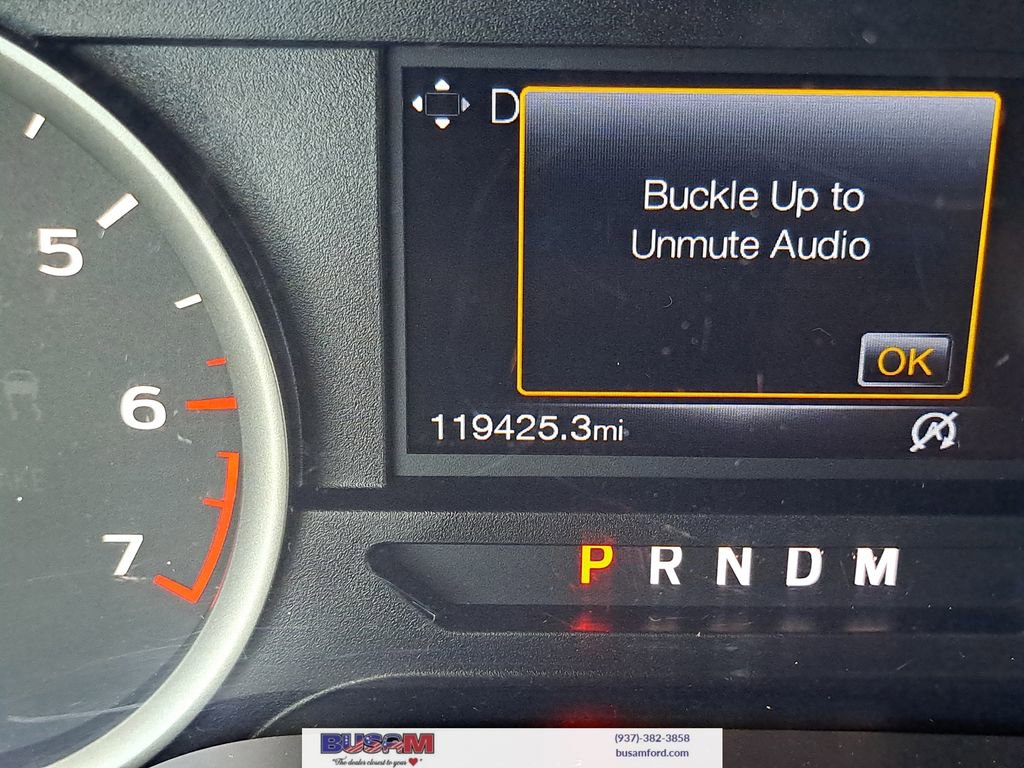 D
Buckle Up to
Unmute Audio
OK
119425.3mi
5
6
7
P R N D M
BUSAM
"The dealer closest to your ❤"
(937)-382-3858
busamford.com